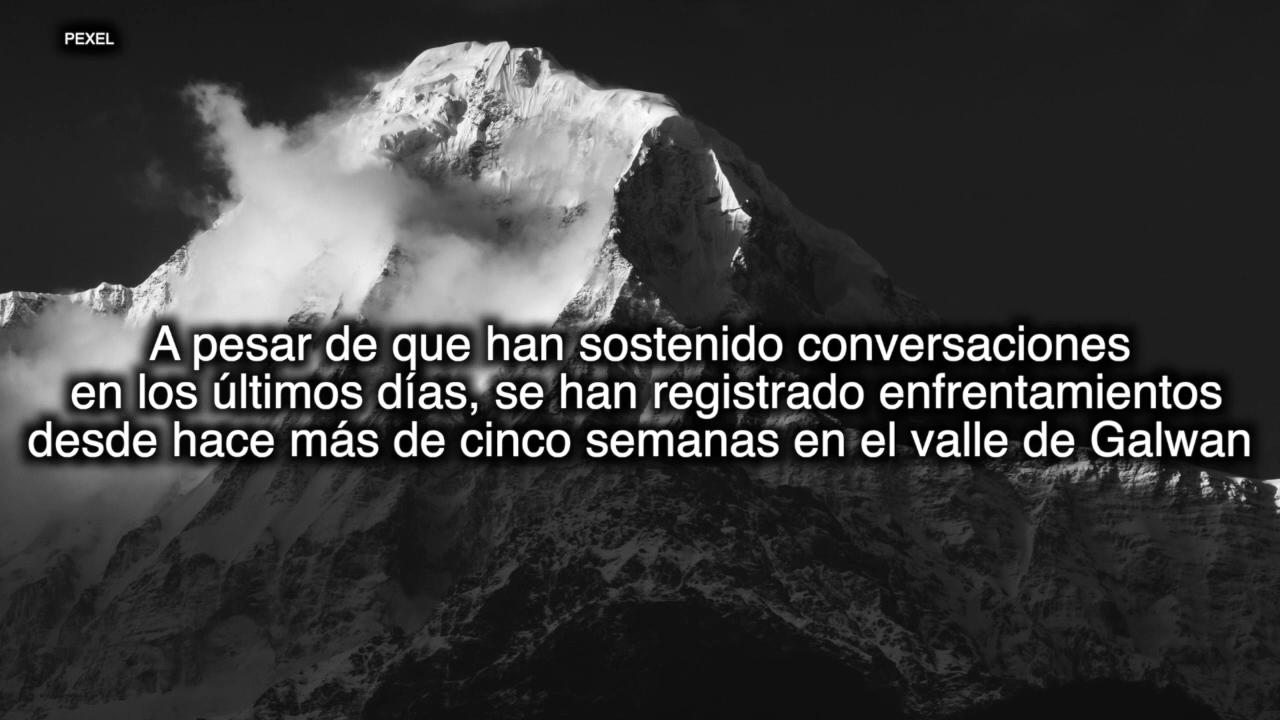 PEXEL
A pesar de que han sostenido conversaciones
en los últimos días, se han registrado enfrentamientos
desde hace más de cinco semanas en el valle de Galwan